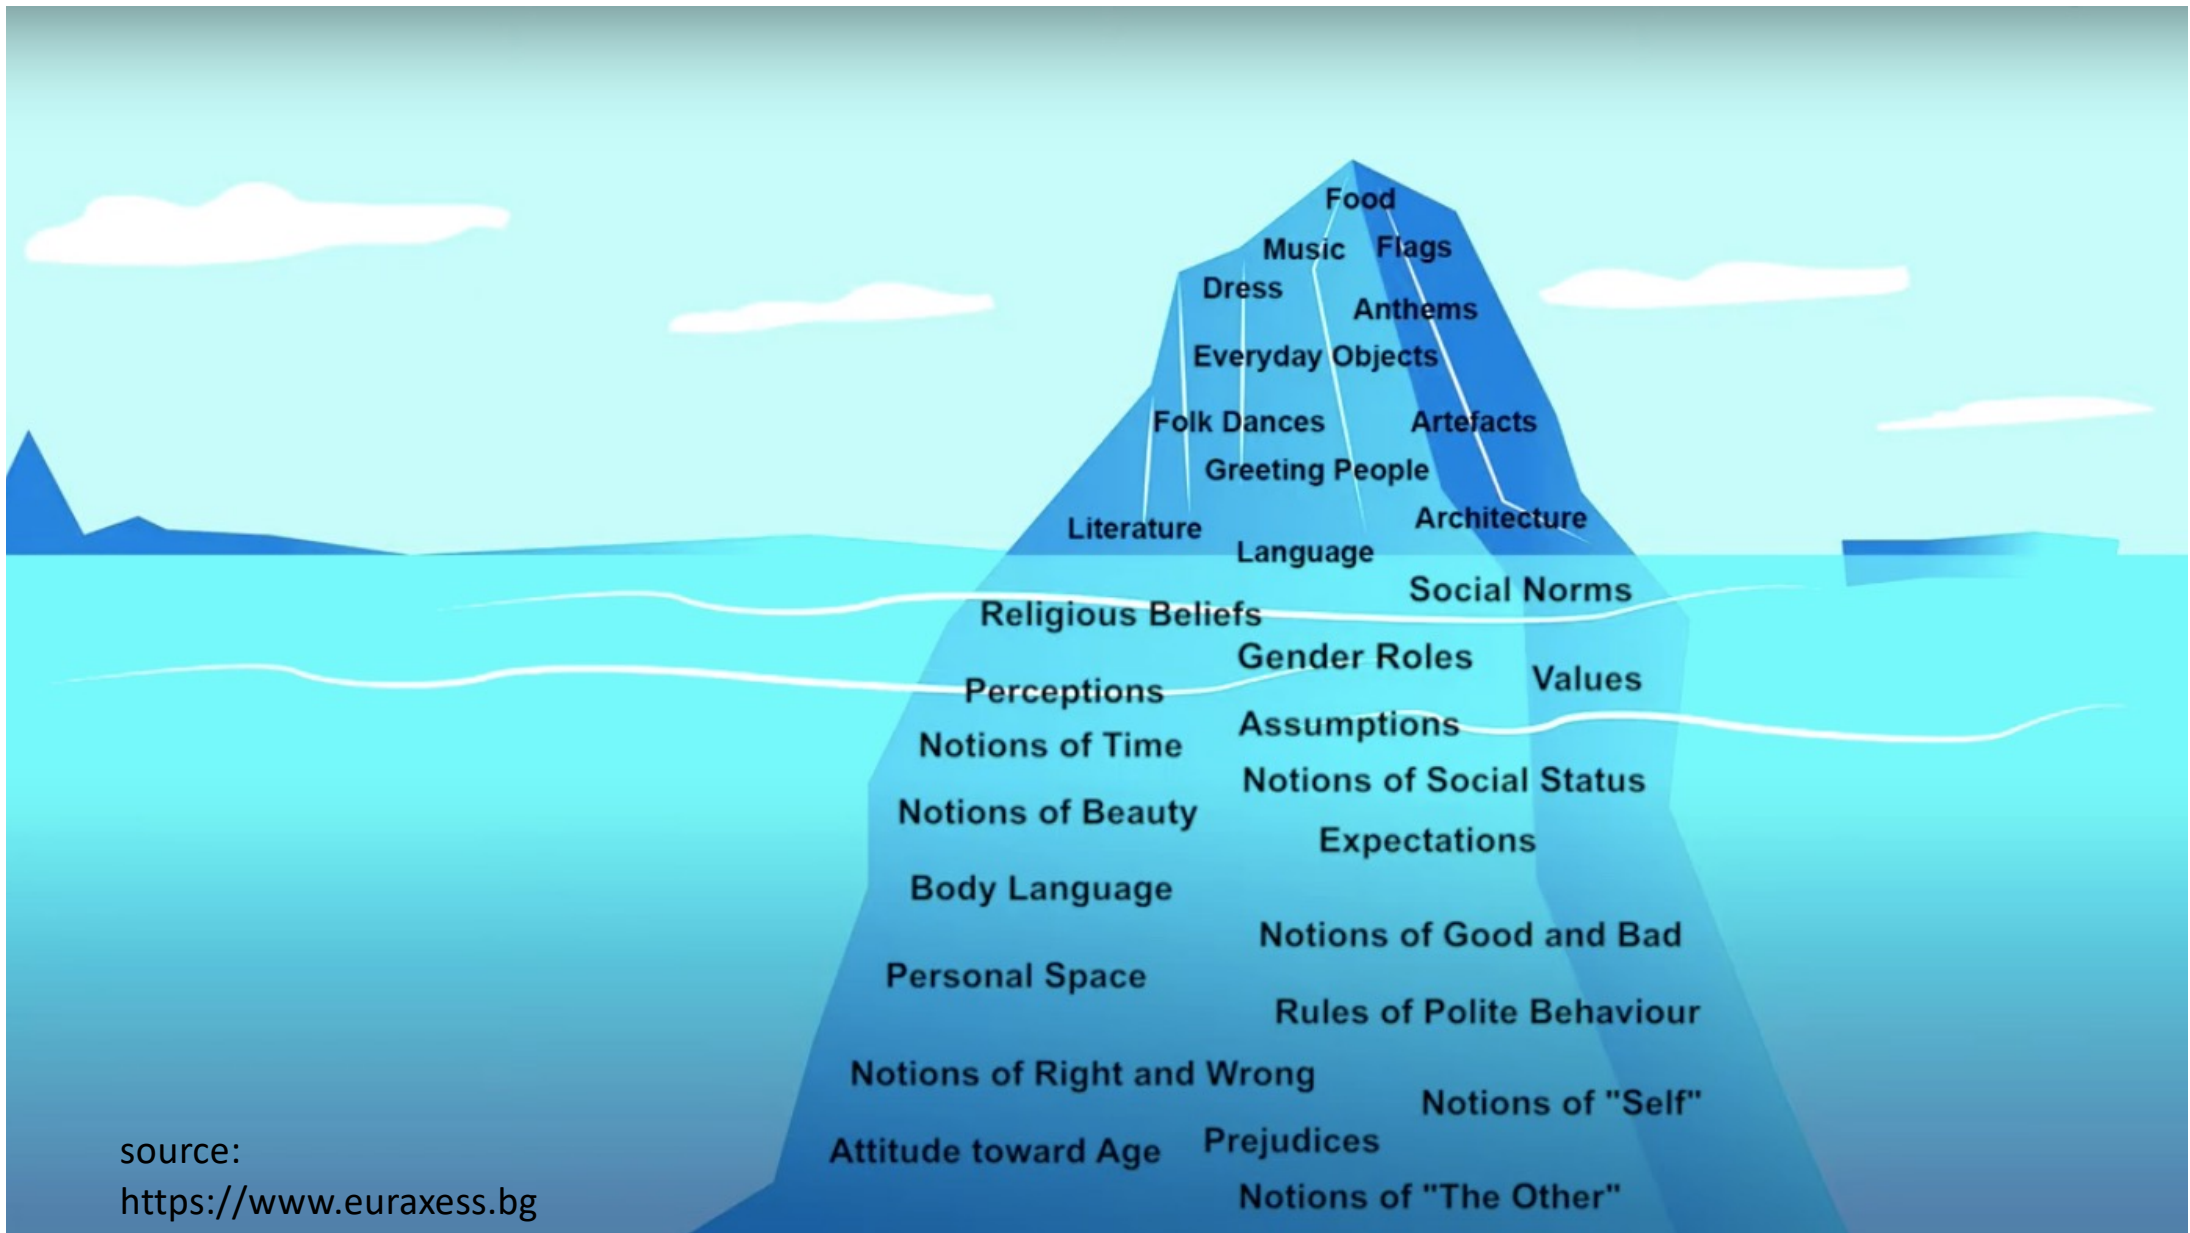 Food
Music
Flags
Dress
Anthems
Everyday Objects
Folk Dances
Artefacts
Greeting People
Literature
Architecture
Language
Social Norms
Religious Beliefs
Gender Roles
Values
Perceptions
Assumptions
Notions of Time
Notions of Social Status
Notions of Beauty
Expectations
Body Language
Notions of Good and Bad
Personal Space
Rules of Polite Behaviour
Notions of Right and Wrong
Notions of "Self"
Attitude toward Age
Prejudices
Notions of "The Other"
source:
https://www.euraxess.bg